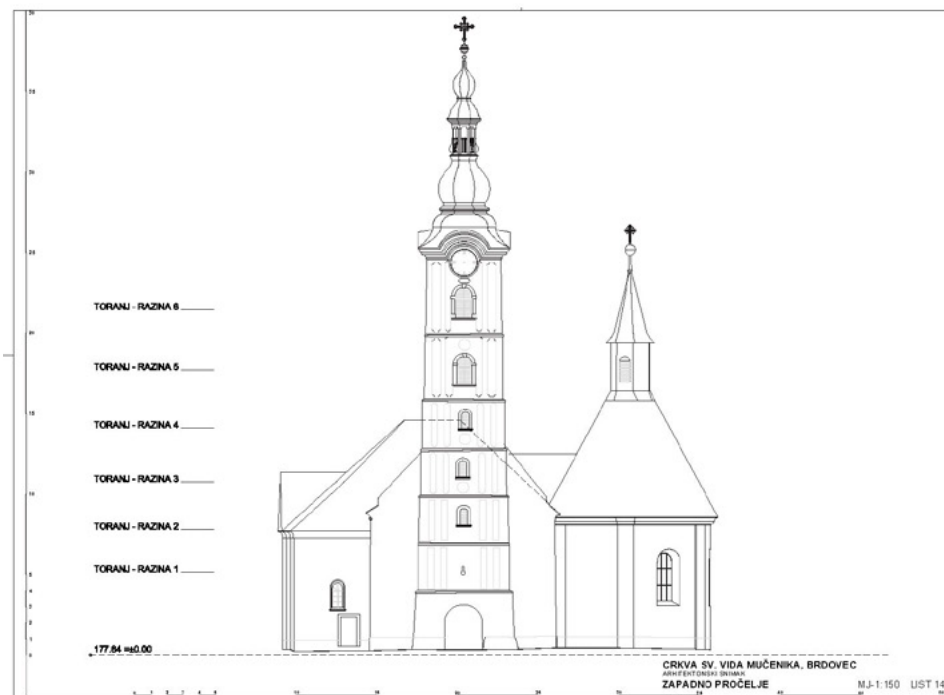 TORANJ - RAZINA 6
TORANJ - RAZINA 5
TORANJ - RAZINA 4
TORANJ - RAZINA 3
TORANJ - RAZINA 2
TORANJ - RAZINA 1
177.64 =±0.00
CRKVA SV. VIDA MUČENIKA, BRDOVEC
ARHITEKTONSKI SNIMAK
ZAPADNO PROČELJE
MJ-1:150 LIST 14